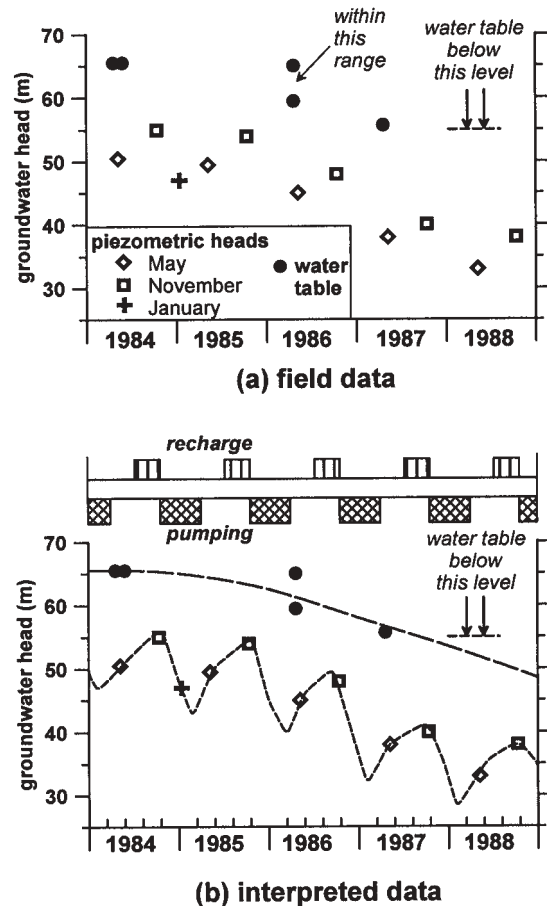 within
this
range
water table
below
this level
groundwater head (m)
70
60
50
40
30
piezometric heads
May
November
January
water
table
1984 1985 1986 1987 1988
(a) field data
recharge
pumping
water table
below
this level
groundwater head (m)
70
60
50
40
30
1984 1985 1986 1987 1988
(b) interpreted data